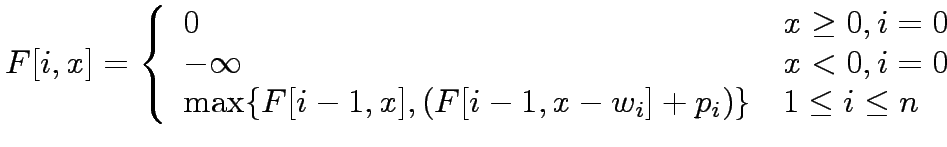 F[i, x] = { 0 x ≥ 0, i = 0
−∞ x < 0, i = 0
max{F[i − 1, x], (F[i − 1, x − w_i] + p_i)} 1 ≤ i ≤ n